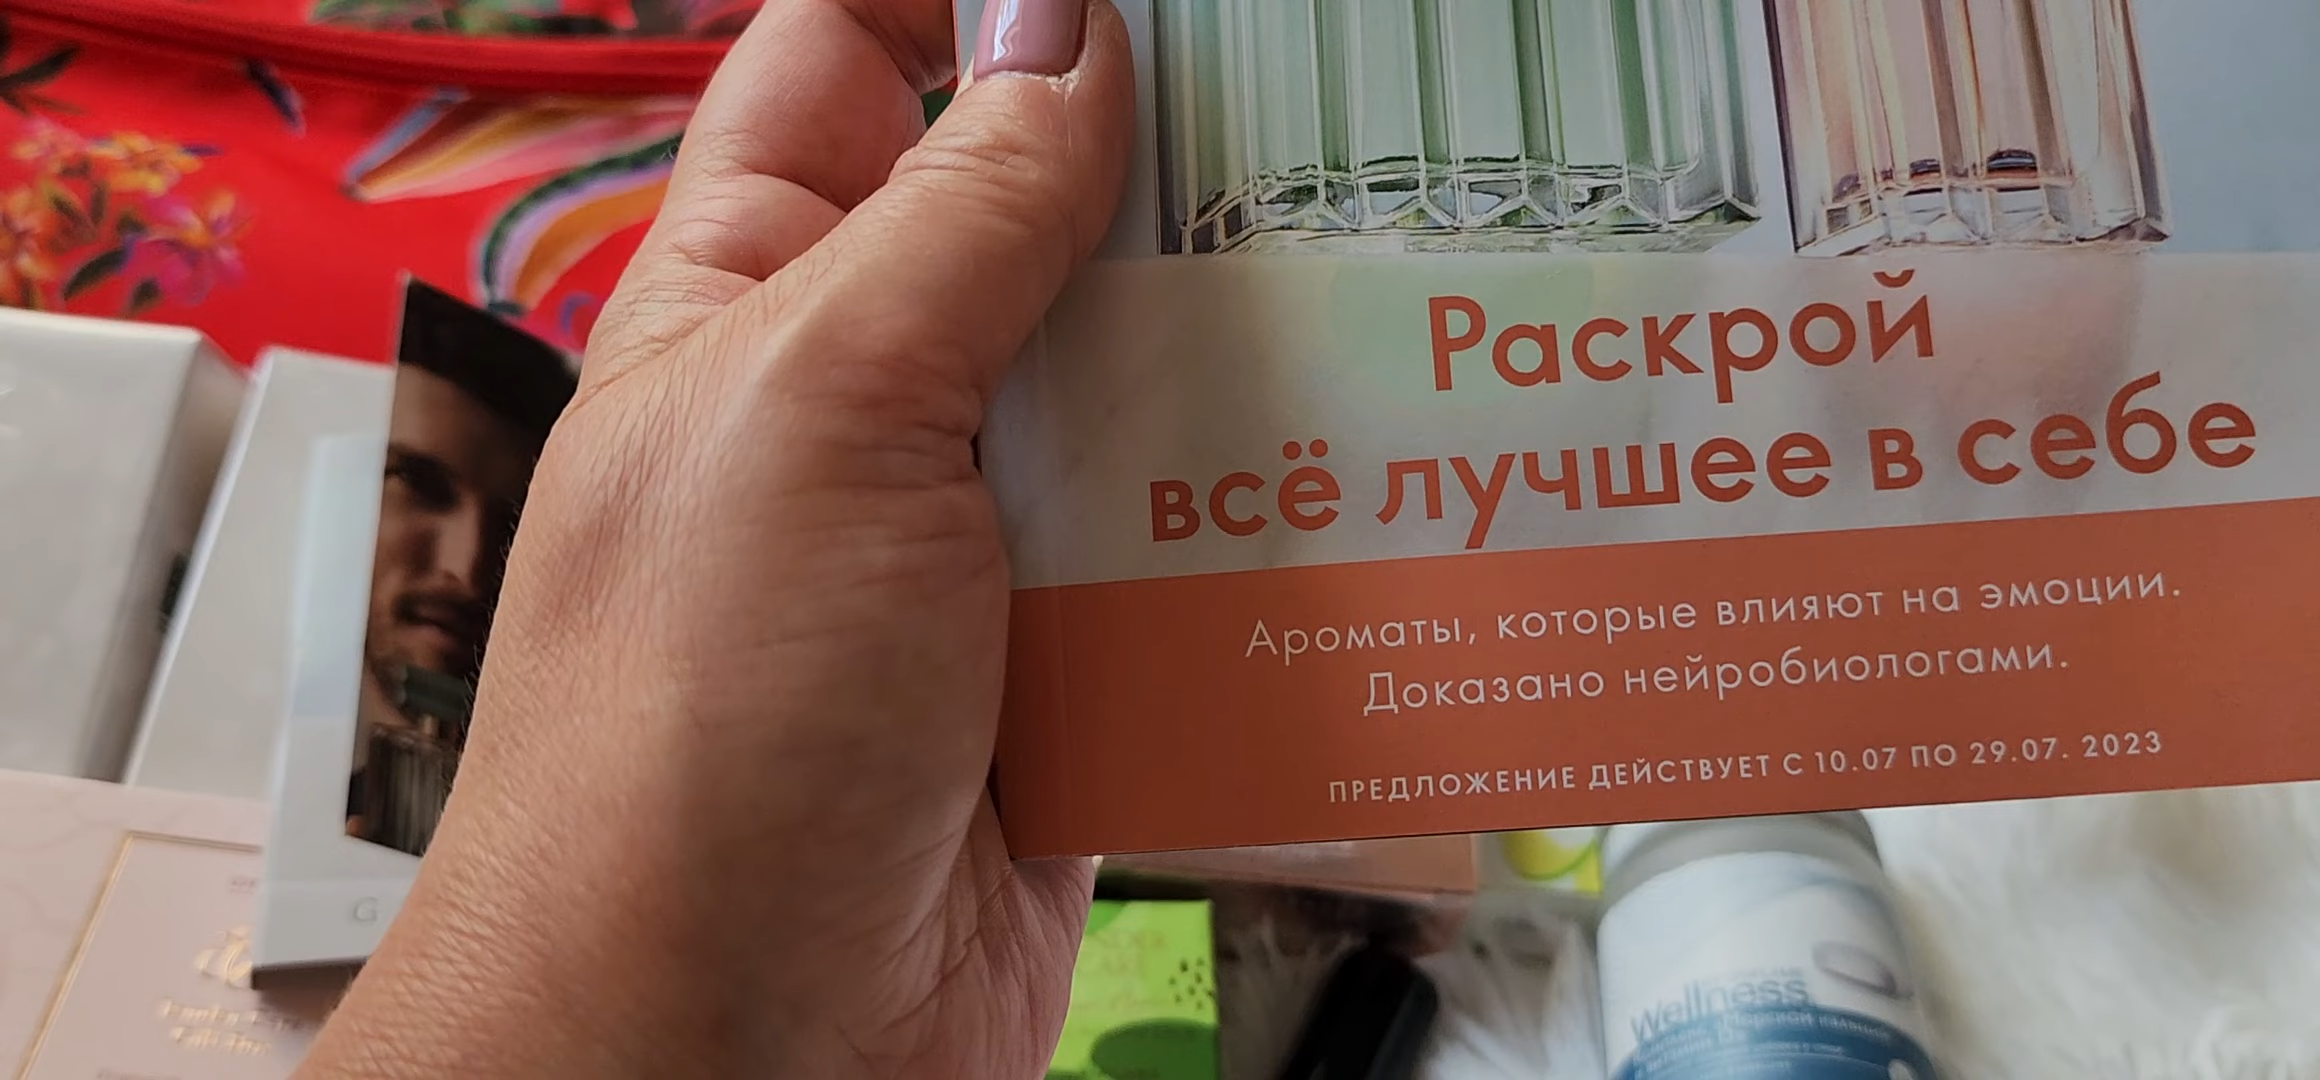 Раскрой
всё лучшее в себе
Ароматы, которые влияют на эмоции.
Доказано нейробиологами.
ПРЕДЛОЖЕНИЕ ДЕЙСТВУЕТ С 10.07 ПО 29.07. 2023
G
Wellness